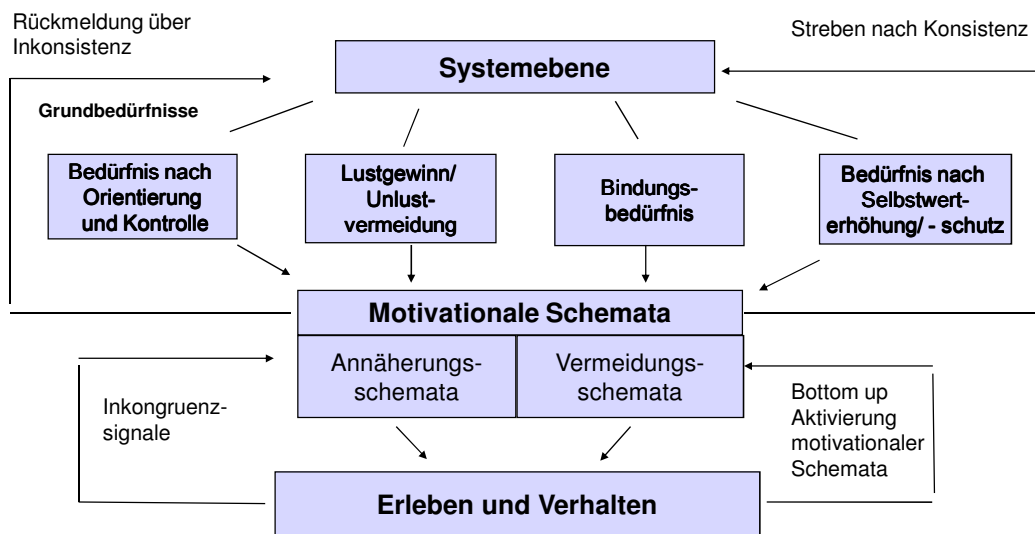 Rückmeldung über
Inkonsistenz
Streben nach Konsistenz
Systemebene
Grundbedürfnisse
Bedürfnis nach
Orientierung
und Kontrolle
Lustgewinn/
Unlust-
vermeidung
Bindungs-
bedürfnis
Bedürfnis nach
Selbstwert-
erhöhung/ - schutz
Motivationale Schemata
Annäherungs-
schemata
Vermeidungs-
schemata
Inkongruenz-
signale
Bottom up
Aktivierung
motivationaler
Schemata
Erleben und Verhalten